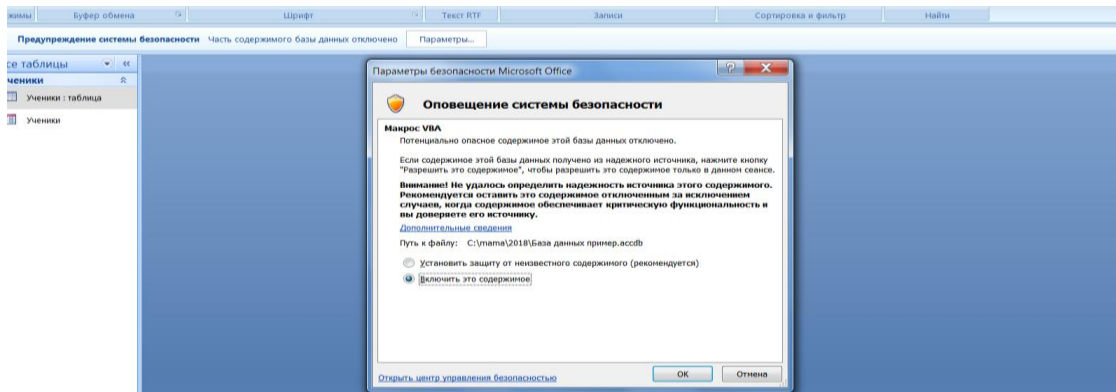 Буфер обмена
Шрифт
Текст RTF
Записи
Сортировка и фильтр
Найти
Предупреждение системы безопасности Часть содержимого базы данных отключено Параметры...
таблицы
Ученики : таблица
Ученики
Параметры безопасности Microsoft Office
Оповещение системы безопасности
Макрос VBA
Потенциально опасное содержимое этой базы данных отключено.
Если содержимое этой базы данных получено из надежного источника, нажмите кнопку
"Разрешить это содержимое", чтобы разрешить это содержимое только в данном сеансе.
Внимание! Не удалось определить надежность источника этого содержимого.
Рекомендуется оставить это содержимое отключенным за исключением
случаев, когда содержимое обеспечивает критическую функциональность и
вы доверяете его источнику.
Дополнительные сведения
Путь к файлу: C:\mama\2018\База данных пример.accdb
Установить защиту от неизвестного содержимого (рекомендуется)
Включить это содержимое
Открыть центр управления безопасностью
ОК
Отмена